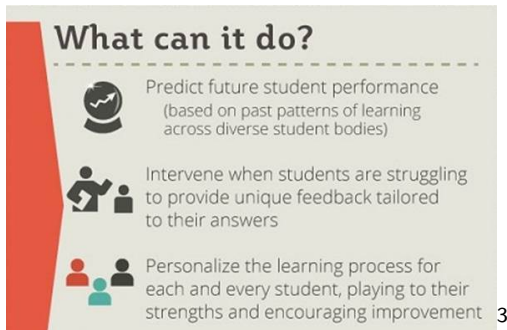 What can it do?
Predict future student performance
(based on past patterns of learning
across diverse student bodies)
Intervene when students are struggling
to provide unique feedback tailored
to their answers
Personalize the learning process for
each and every student, playing to their
strengths and encouraging improvement 3